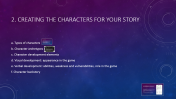 2. CREATING THE CHARACTERS FOR YOUR STORY
a. Types of characters
b. Character archetypes
c. Character development elements
d. Visual development: appearance in the game
e. Verbal development: abilities, weakness and vulnerabilities, role in the game
f. Character backstory